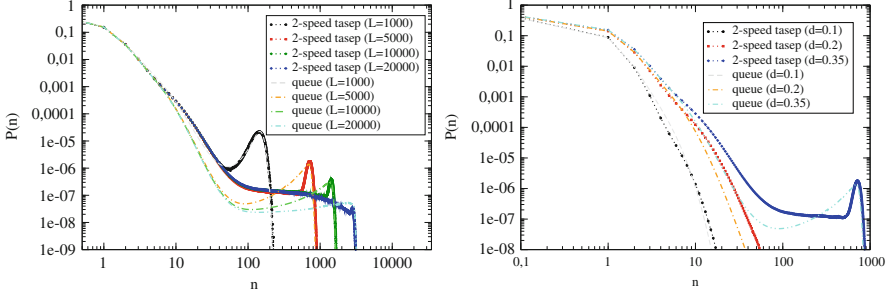 1
0,1
0,01
0,001
0,0001
1e-05
1e-06
1e-07
1e-08
1e-09
P(n)
1
10
100
1000
10000
n
2-speed tasep (L=1000)
2-speed tasep (L=5000)
2-speed tasep (L=10000)
2-speed tasep (L=20000)
queue (L=1000)
queue (L=5000)
queue (L=10000)
queue (L=20000)
1
0,1
0,01
0,001
0,0001
1e-05
1e-06
1e-07
1e-08
P(n)
0,1
1
10
100
1000
n
2-speed tasep (d=0.1)
2-speed tasep (d=0.2)
2-speed tasep (d=0.35)
queue (d=0.1)
queue (d=0.2)
queue (d=0.35)